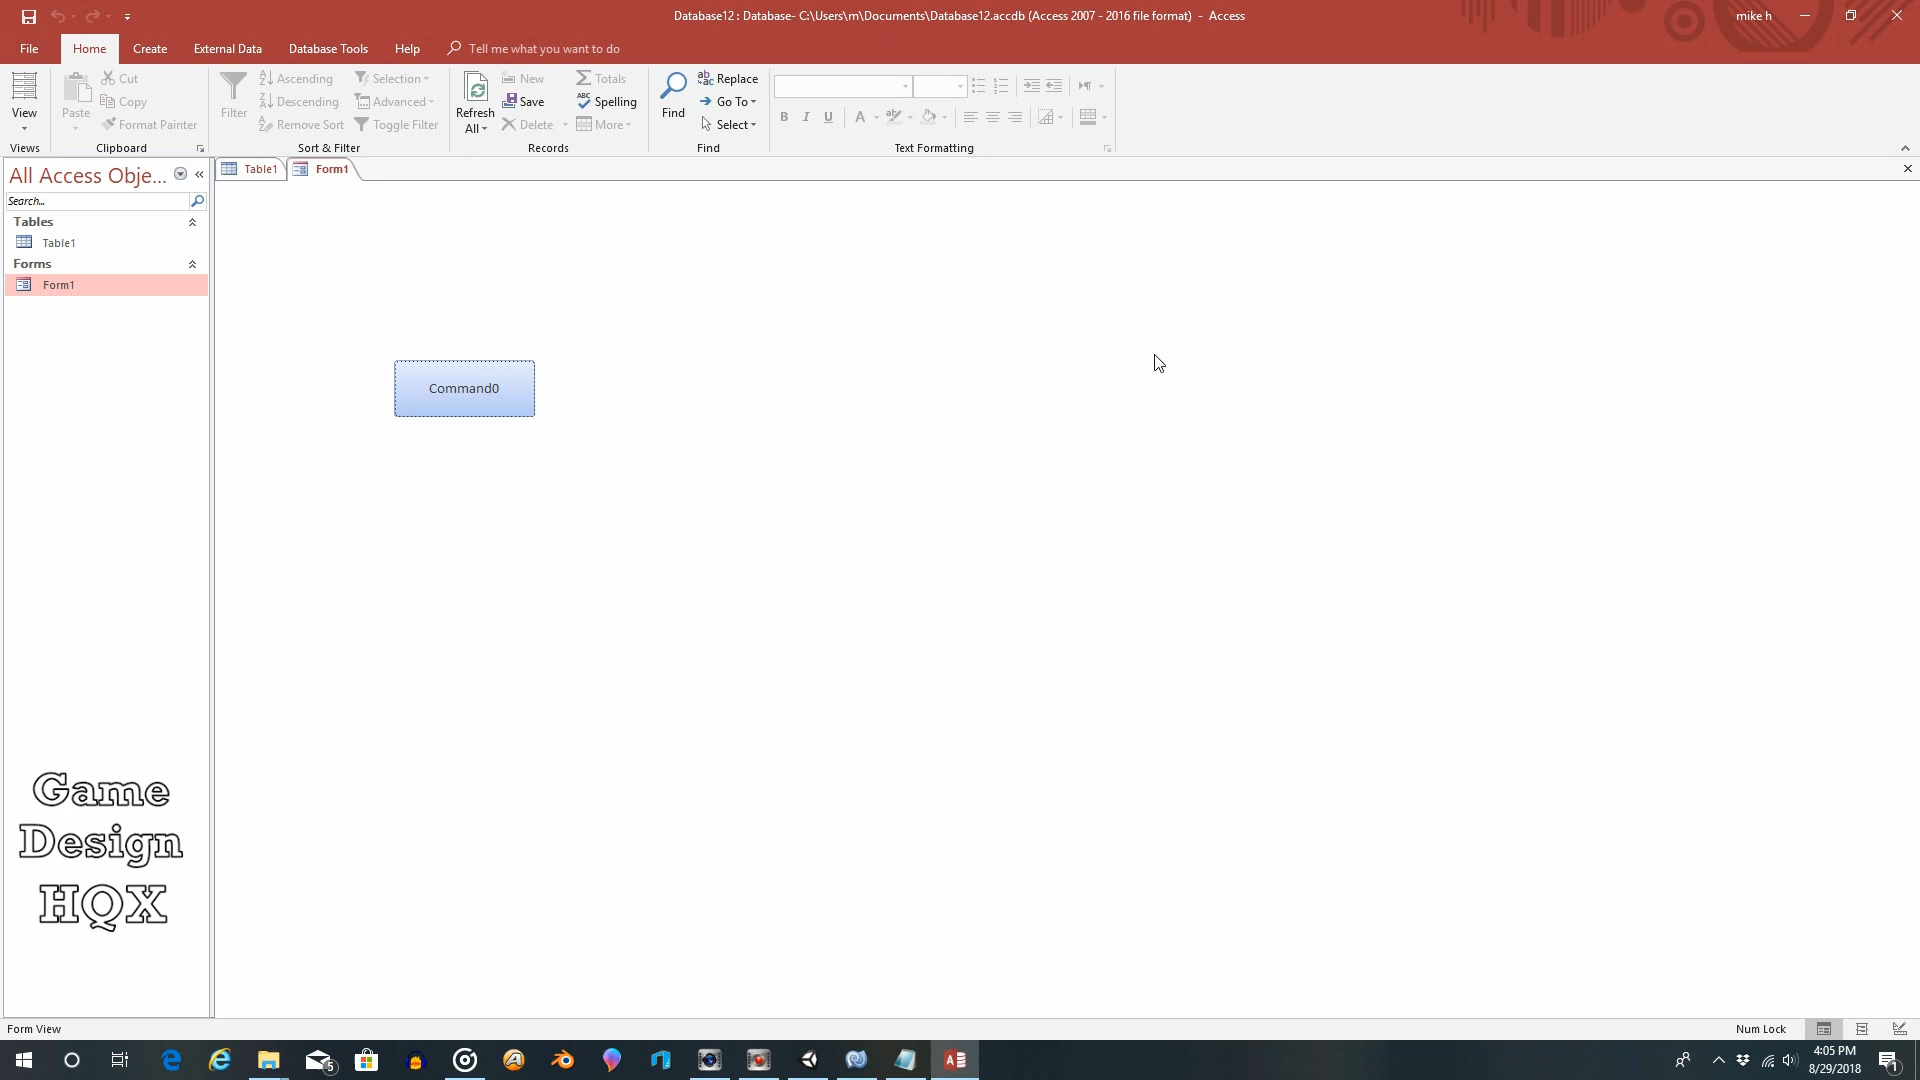 Database12 : Database- C:\Users\m\Documents\Database12.accdb (Access 2007 - 2016 file format)  -  Access
mike h
File
Home
Create
External Data
Database Tools
Help
Tell me what you want to do
View
Views
Paste
Cut
Copy
Format Painter
Clipboard
Filter
Ascending
Descending
Remove Sort
Selection
Advanced
Toggle Filter
Sort & Filter
Refresh
All
New
Save
Delete
Totals
Spelling
More
Records
Find
Replace
Go To
Select
Find
B I U A
Text Formatting
All Access Obje...
Search...
Tables
Table1
Forms
Form1
Table1
Form1
Command0
Game
Design
HQX
Form View
Num Lock
5
4:05 PM
8/29/2018
1